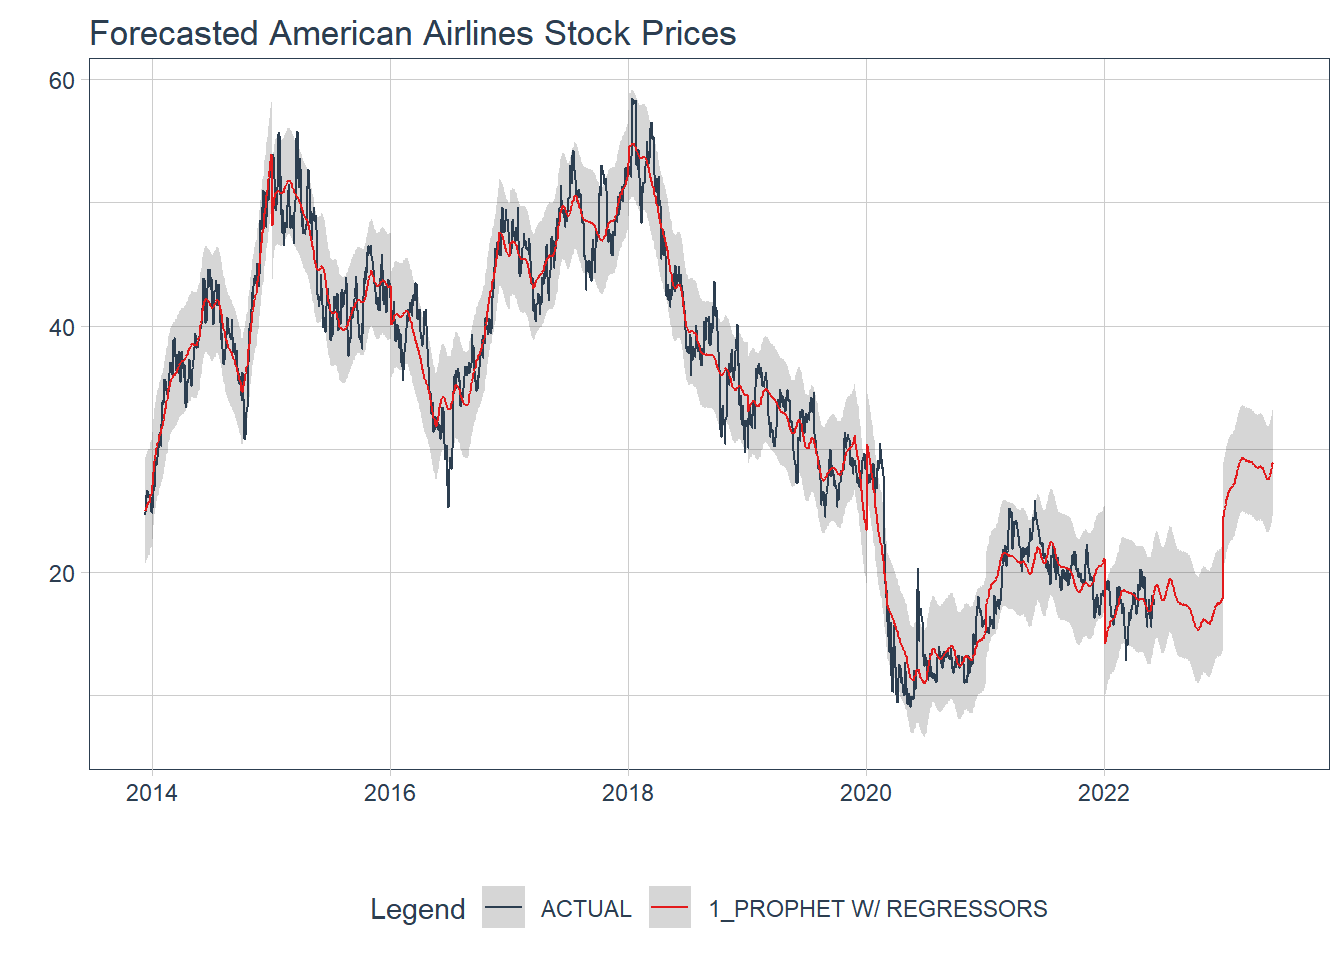 Forecasted American Airlines Stock Prices
60
40
20
2014 2016 2018 2020 2022
Legend ACTUAL 1_PROPHET W/ REGRESSORS